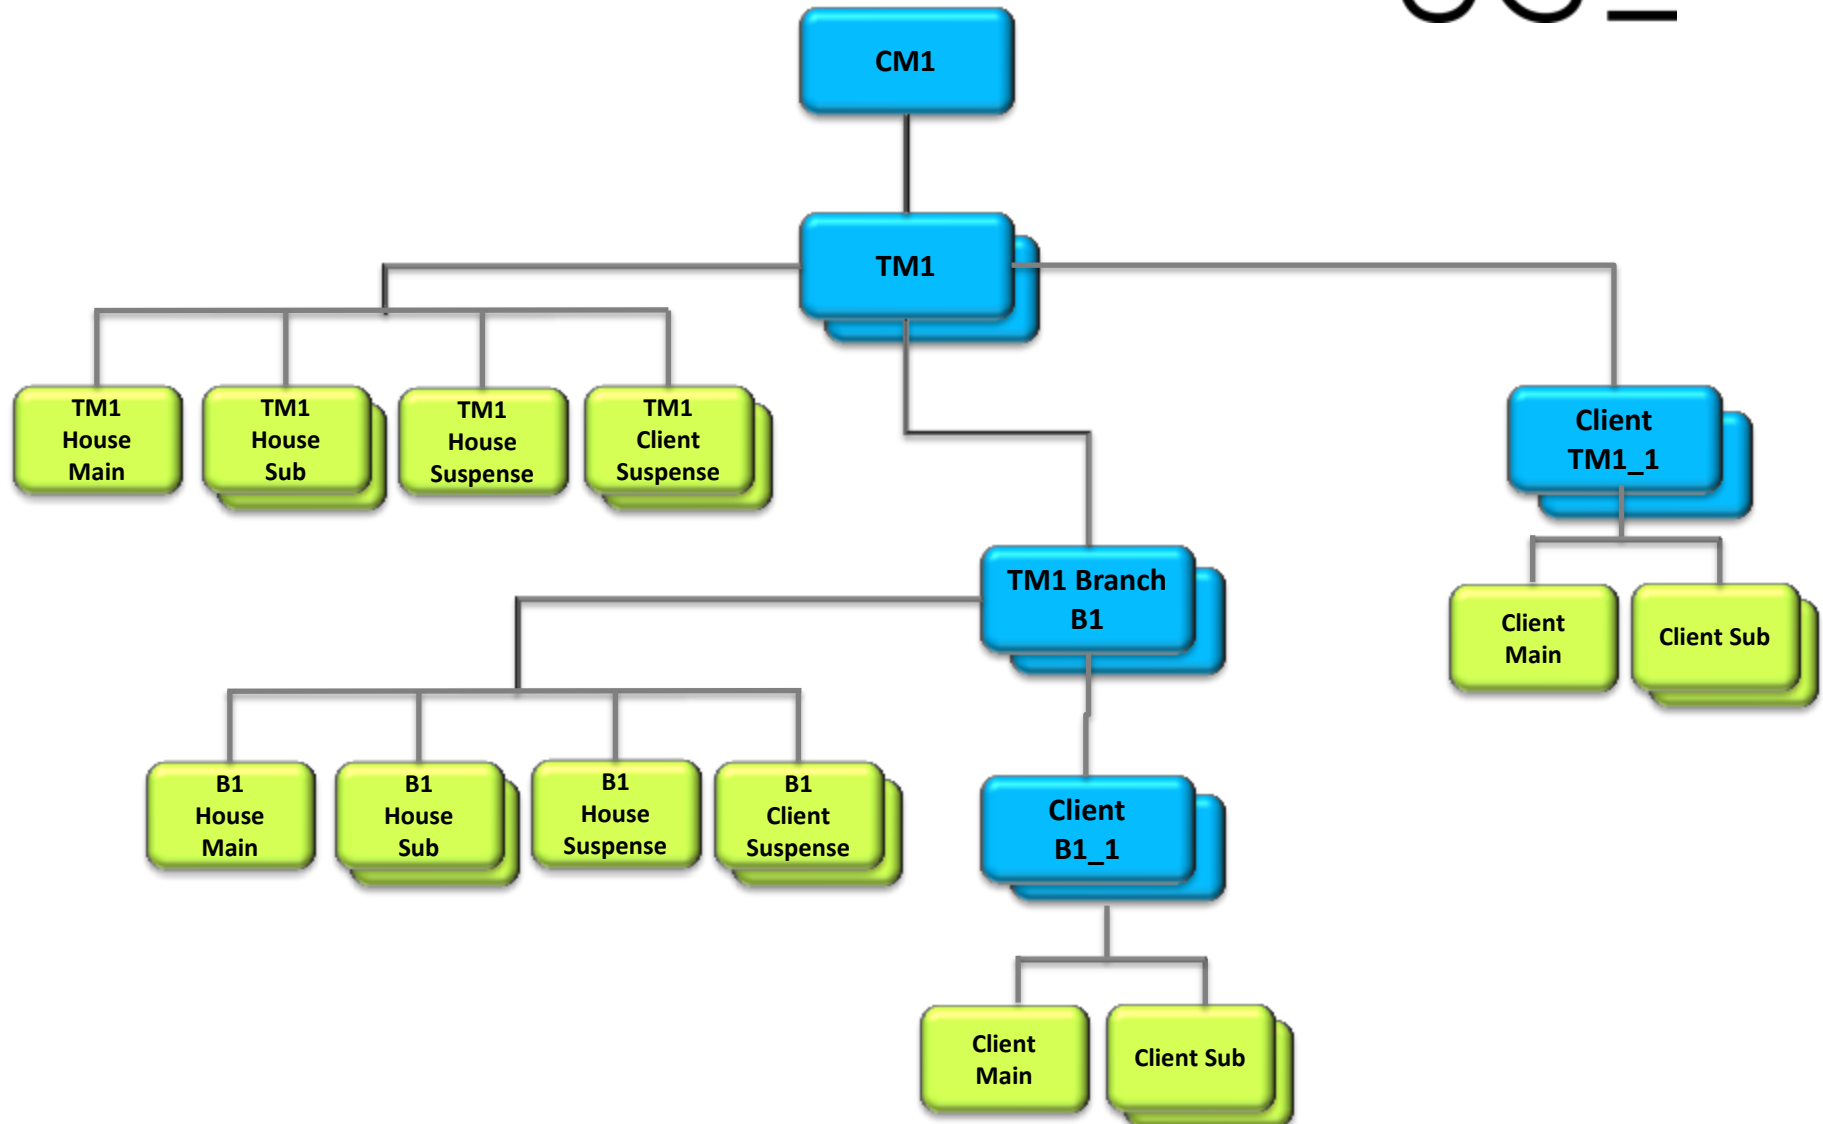 CM1
TM1
TM1
House
Main
TM1
House
Sub
TM1
House
Suspense
TM1
Client
Suspense
Client
TM1_1
TM1 Branch
B1
Client
Main
Client Sub
B1
House
Main
B1
House
Sub
B1
House
Suspense
B1
Client
Suspense
Client
B1_1
Client
Main
Client Sub